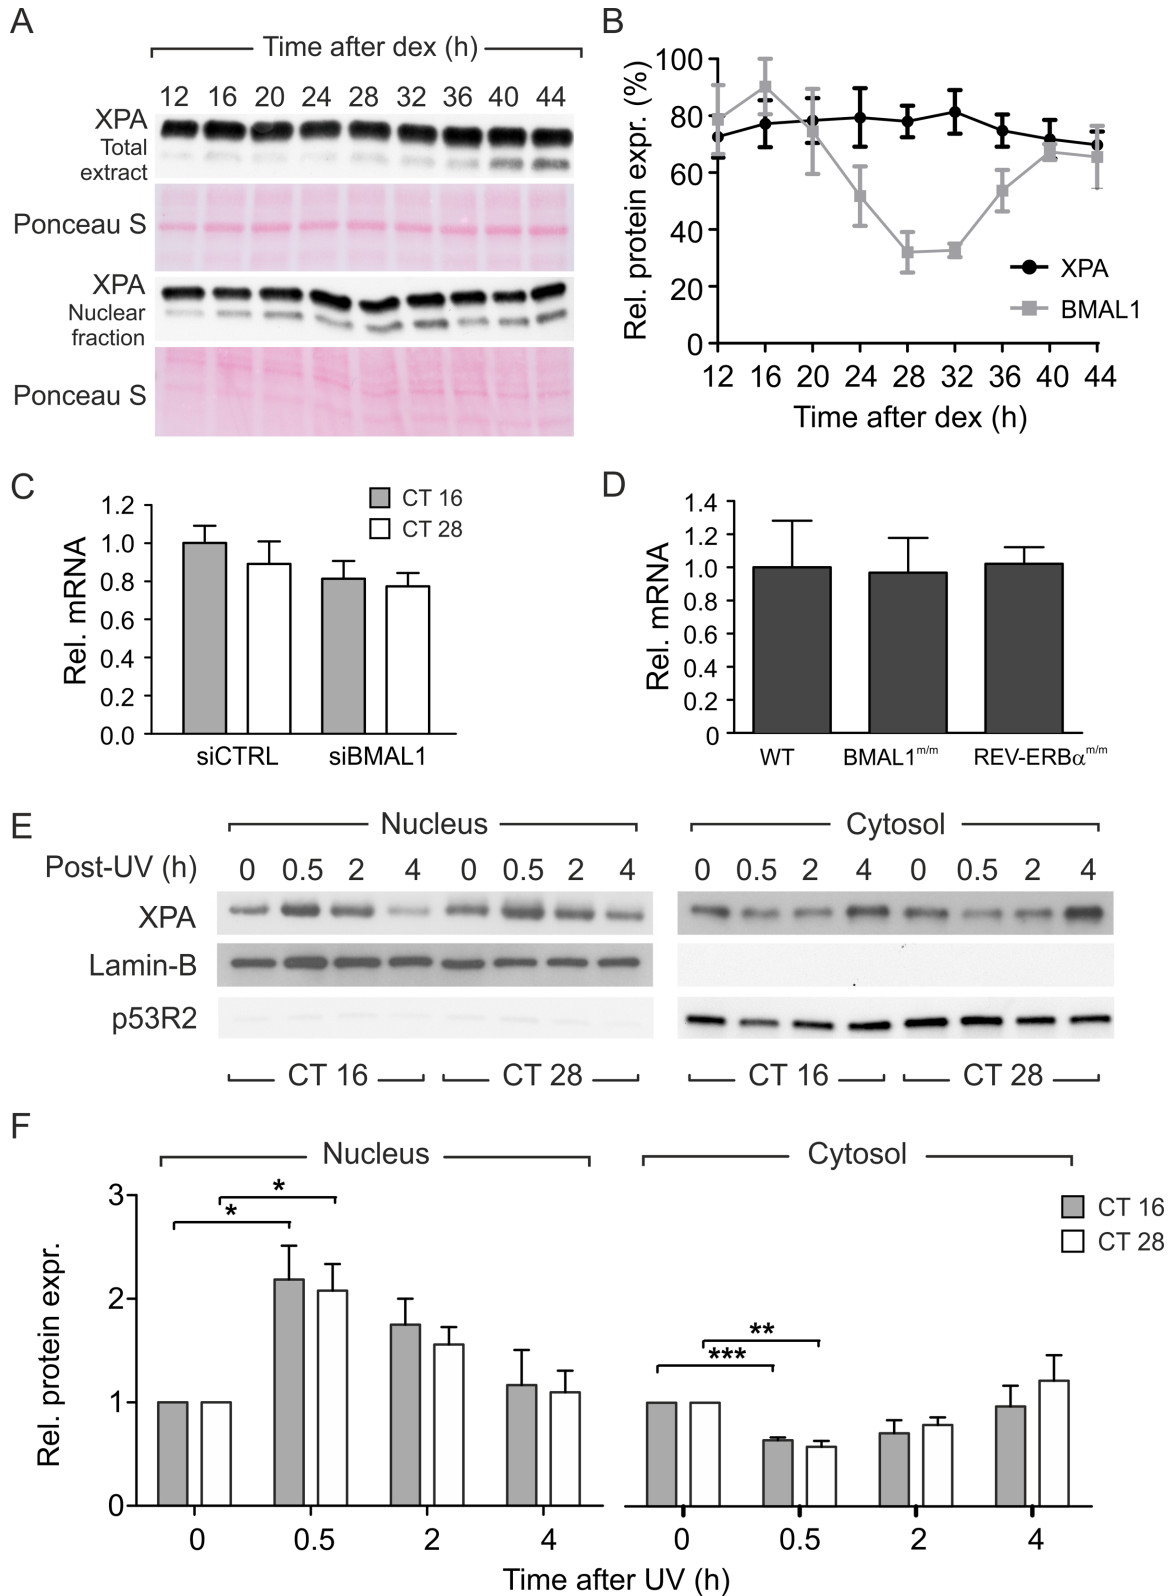 A
Time after dex (h)
12 16 20 24 28 32 36 40 44
XPA
Total
extract
Ponceau S
XPA
Nuclear
fraction
Ponceau S
B
Rel. protein expr. (%)
100
80
60
40
20
0
XPA
BMAL1
12 16 20 24 28 32 36 40 44
Time after dex (h)
C
Rel. mRNA
1.2
1.0
0.8
0.6
0.4
0.2
0.0
CT 16
CT 28
siCTRL siBMAL1
D
Rel. mRNA
1.4
1.2
1.0
0.8
0.6
0.4
0.2
0
WT BMAL1m/m REV-ERBαm/m
E
Nucleus Cytosol
Post-UV (h) 0 0.5 2 4 0 0.5 2 4 0 0.5 2 4 0 0.5 2 4
XPA
Lamin-B
p53R2
CT 16 CT 28 CT 16 CT 28
F
Nucleus Cytosol
Rel. protein expr.
3
2
1
0
* *
*** **
CT 16
CT 28
0 0.5 2 4 0 0.5 2 4
Time after UV (h)